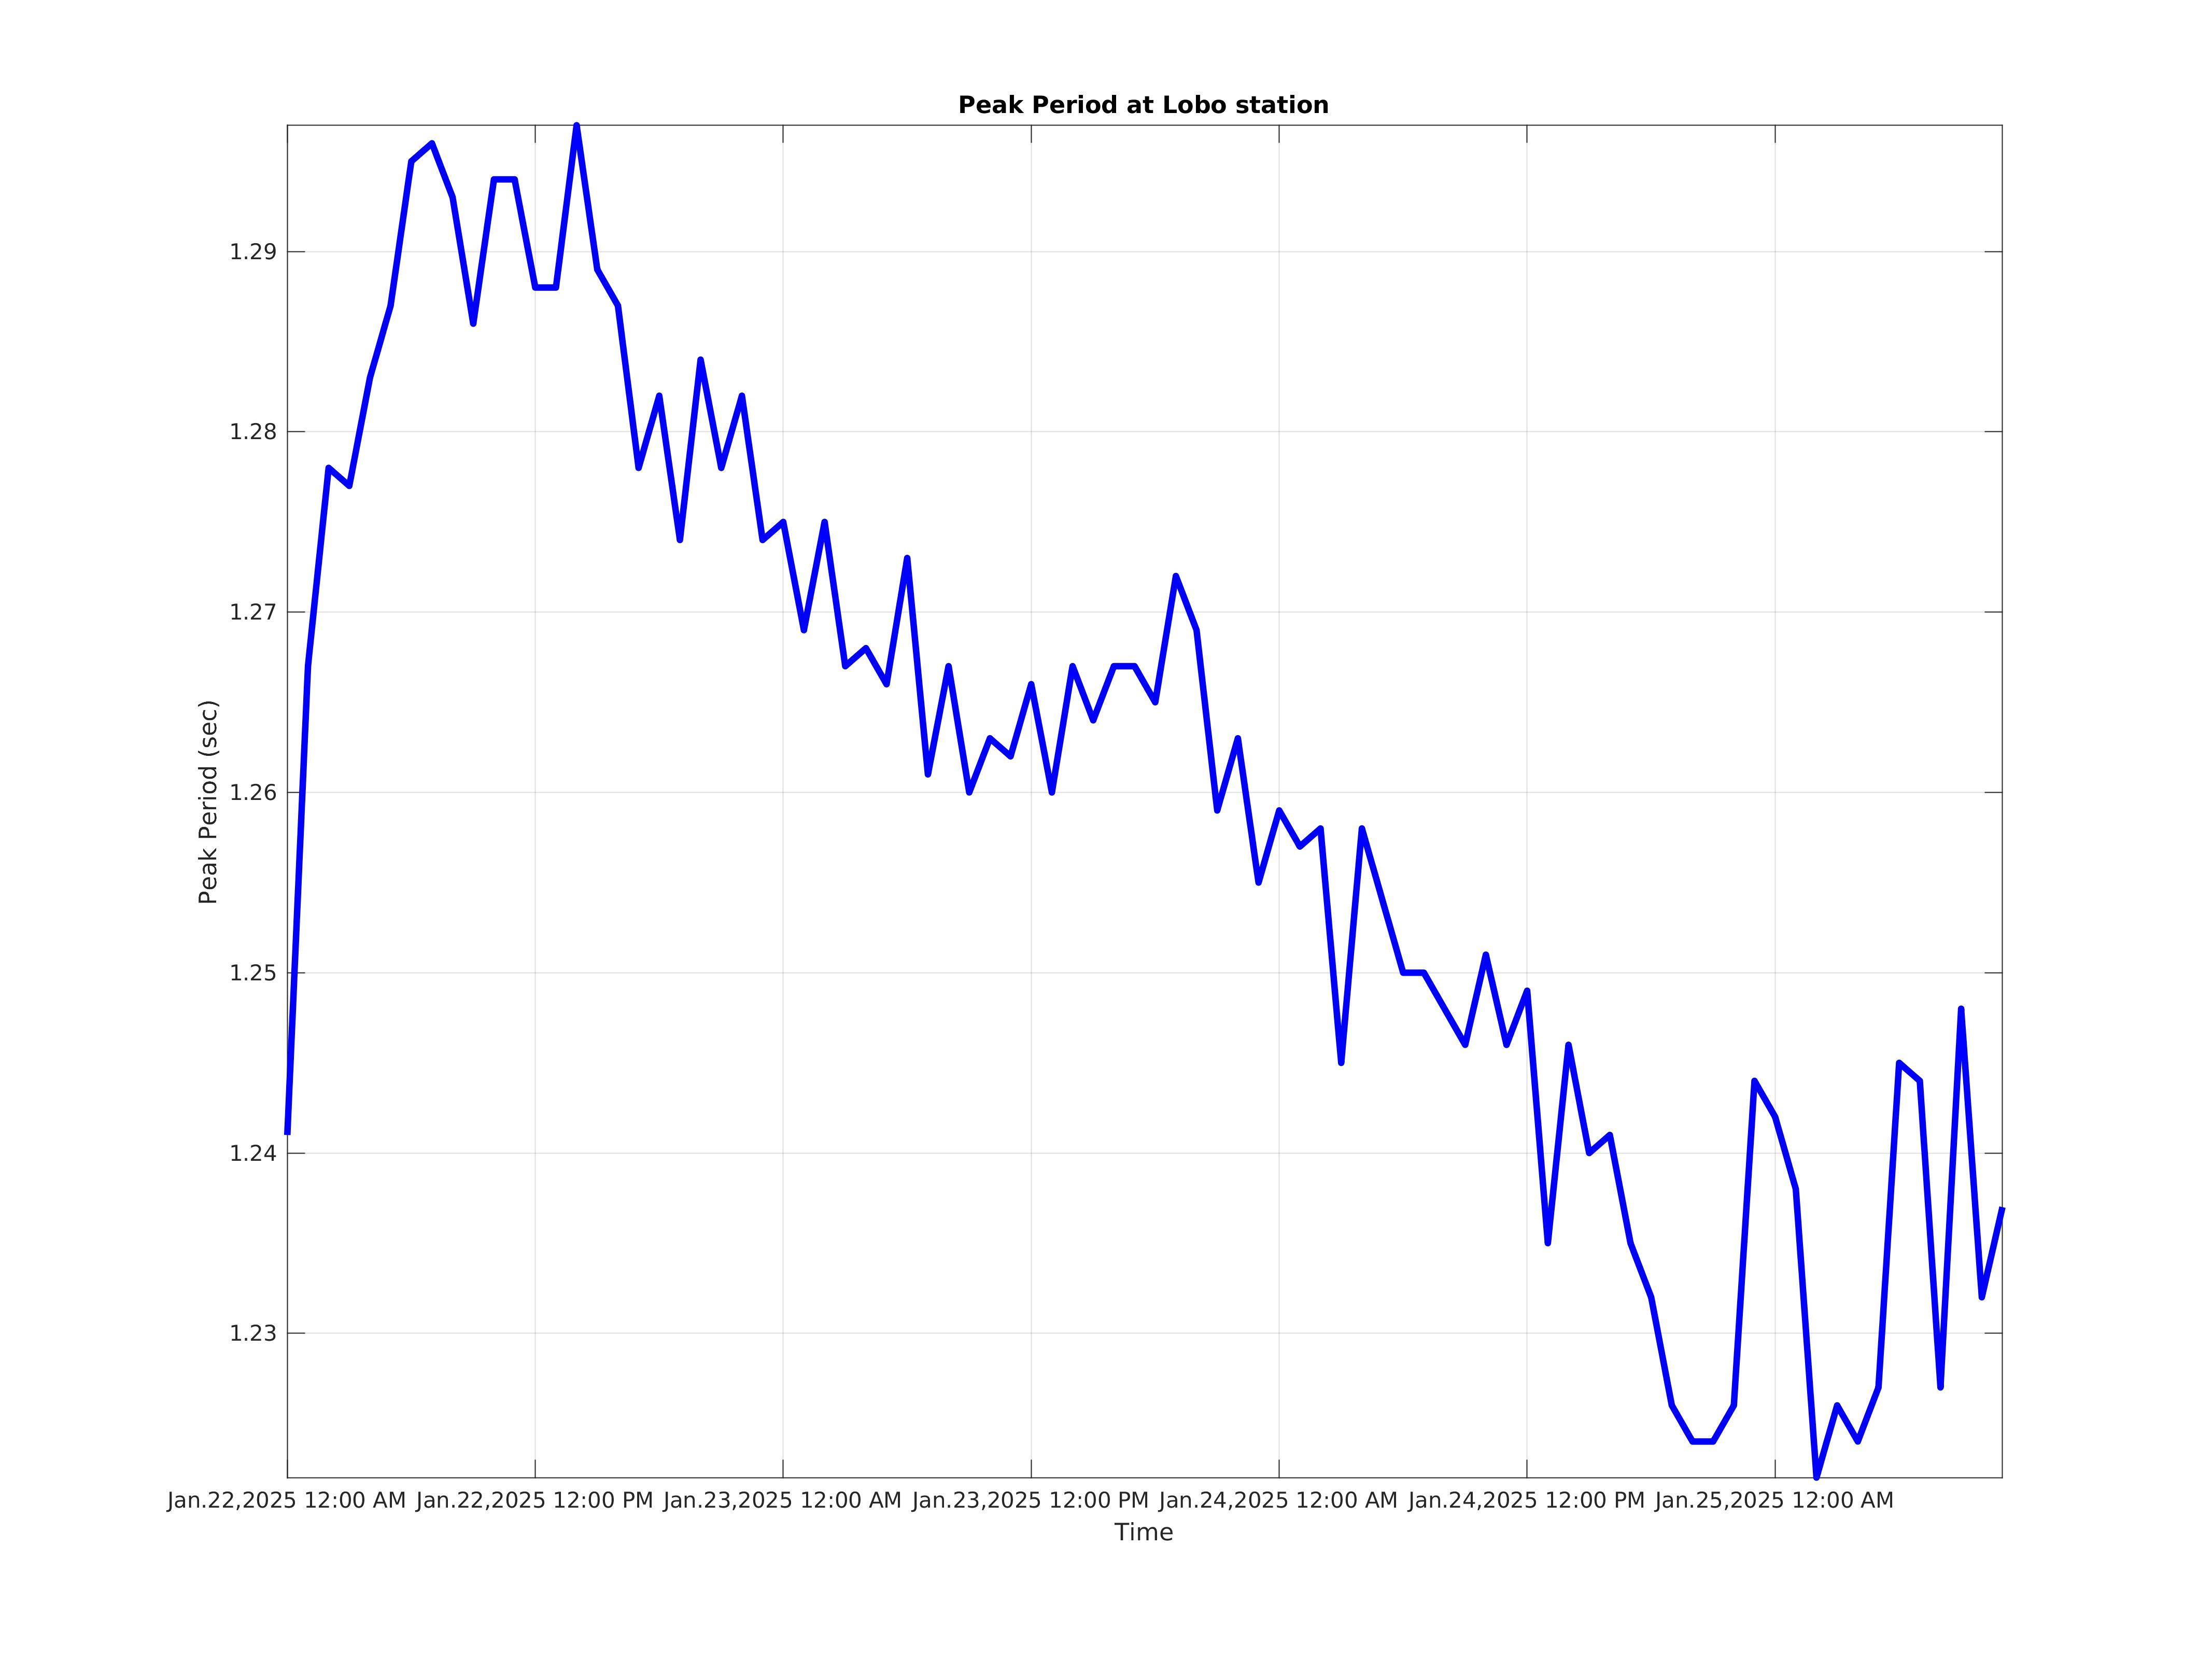 Peak Period at Lobo station
Peak Period (sec)
1.29
1.28
1.27
1.26
1.25
1.24
1.23
Jan.22,2025 12:00 AM Jan.22,2025 12:00 PM Jan.23,2025 12:00 AM Jan.23,2025 12:00 PM Jan.24,2025 12:00 AM Jan.24,2025 12:00 PM Jan.25,2025 12:00 AM
Time